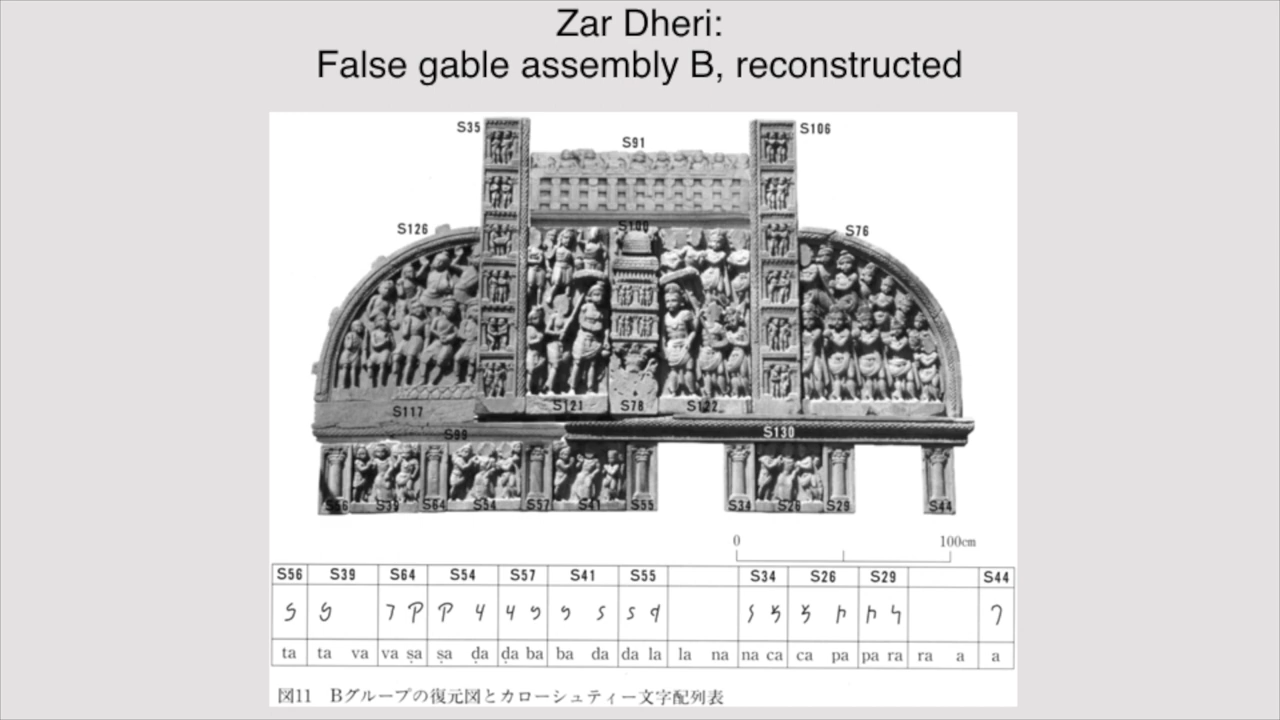 Zar Dheri:
False gable assembly B, reconstructed
S35 S106
S91
S100
S126 S76
S117 S121 S78 S122
S99 S130
S56 S39 S64 S54 S57 S41 S55 S34 S26 S29 S44
0 100cm
S56 S39 S64 S54 S57 S41 S55 S34 S26 S29 S44
ta ta va va ṣa ṣa ḍa ḍa ba ba da da la la na na ca ca pa pa ra ra a a
図11 Bグループの復元図とカローシュティー文字配列表